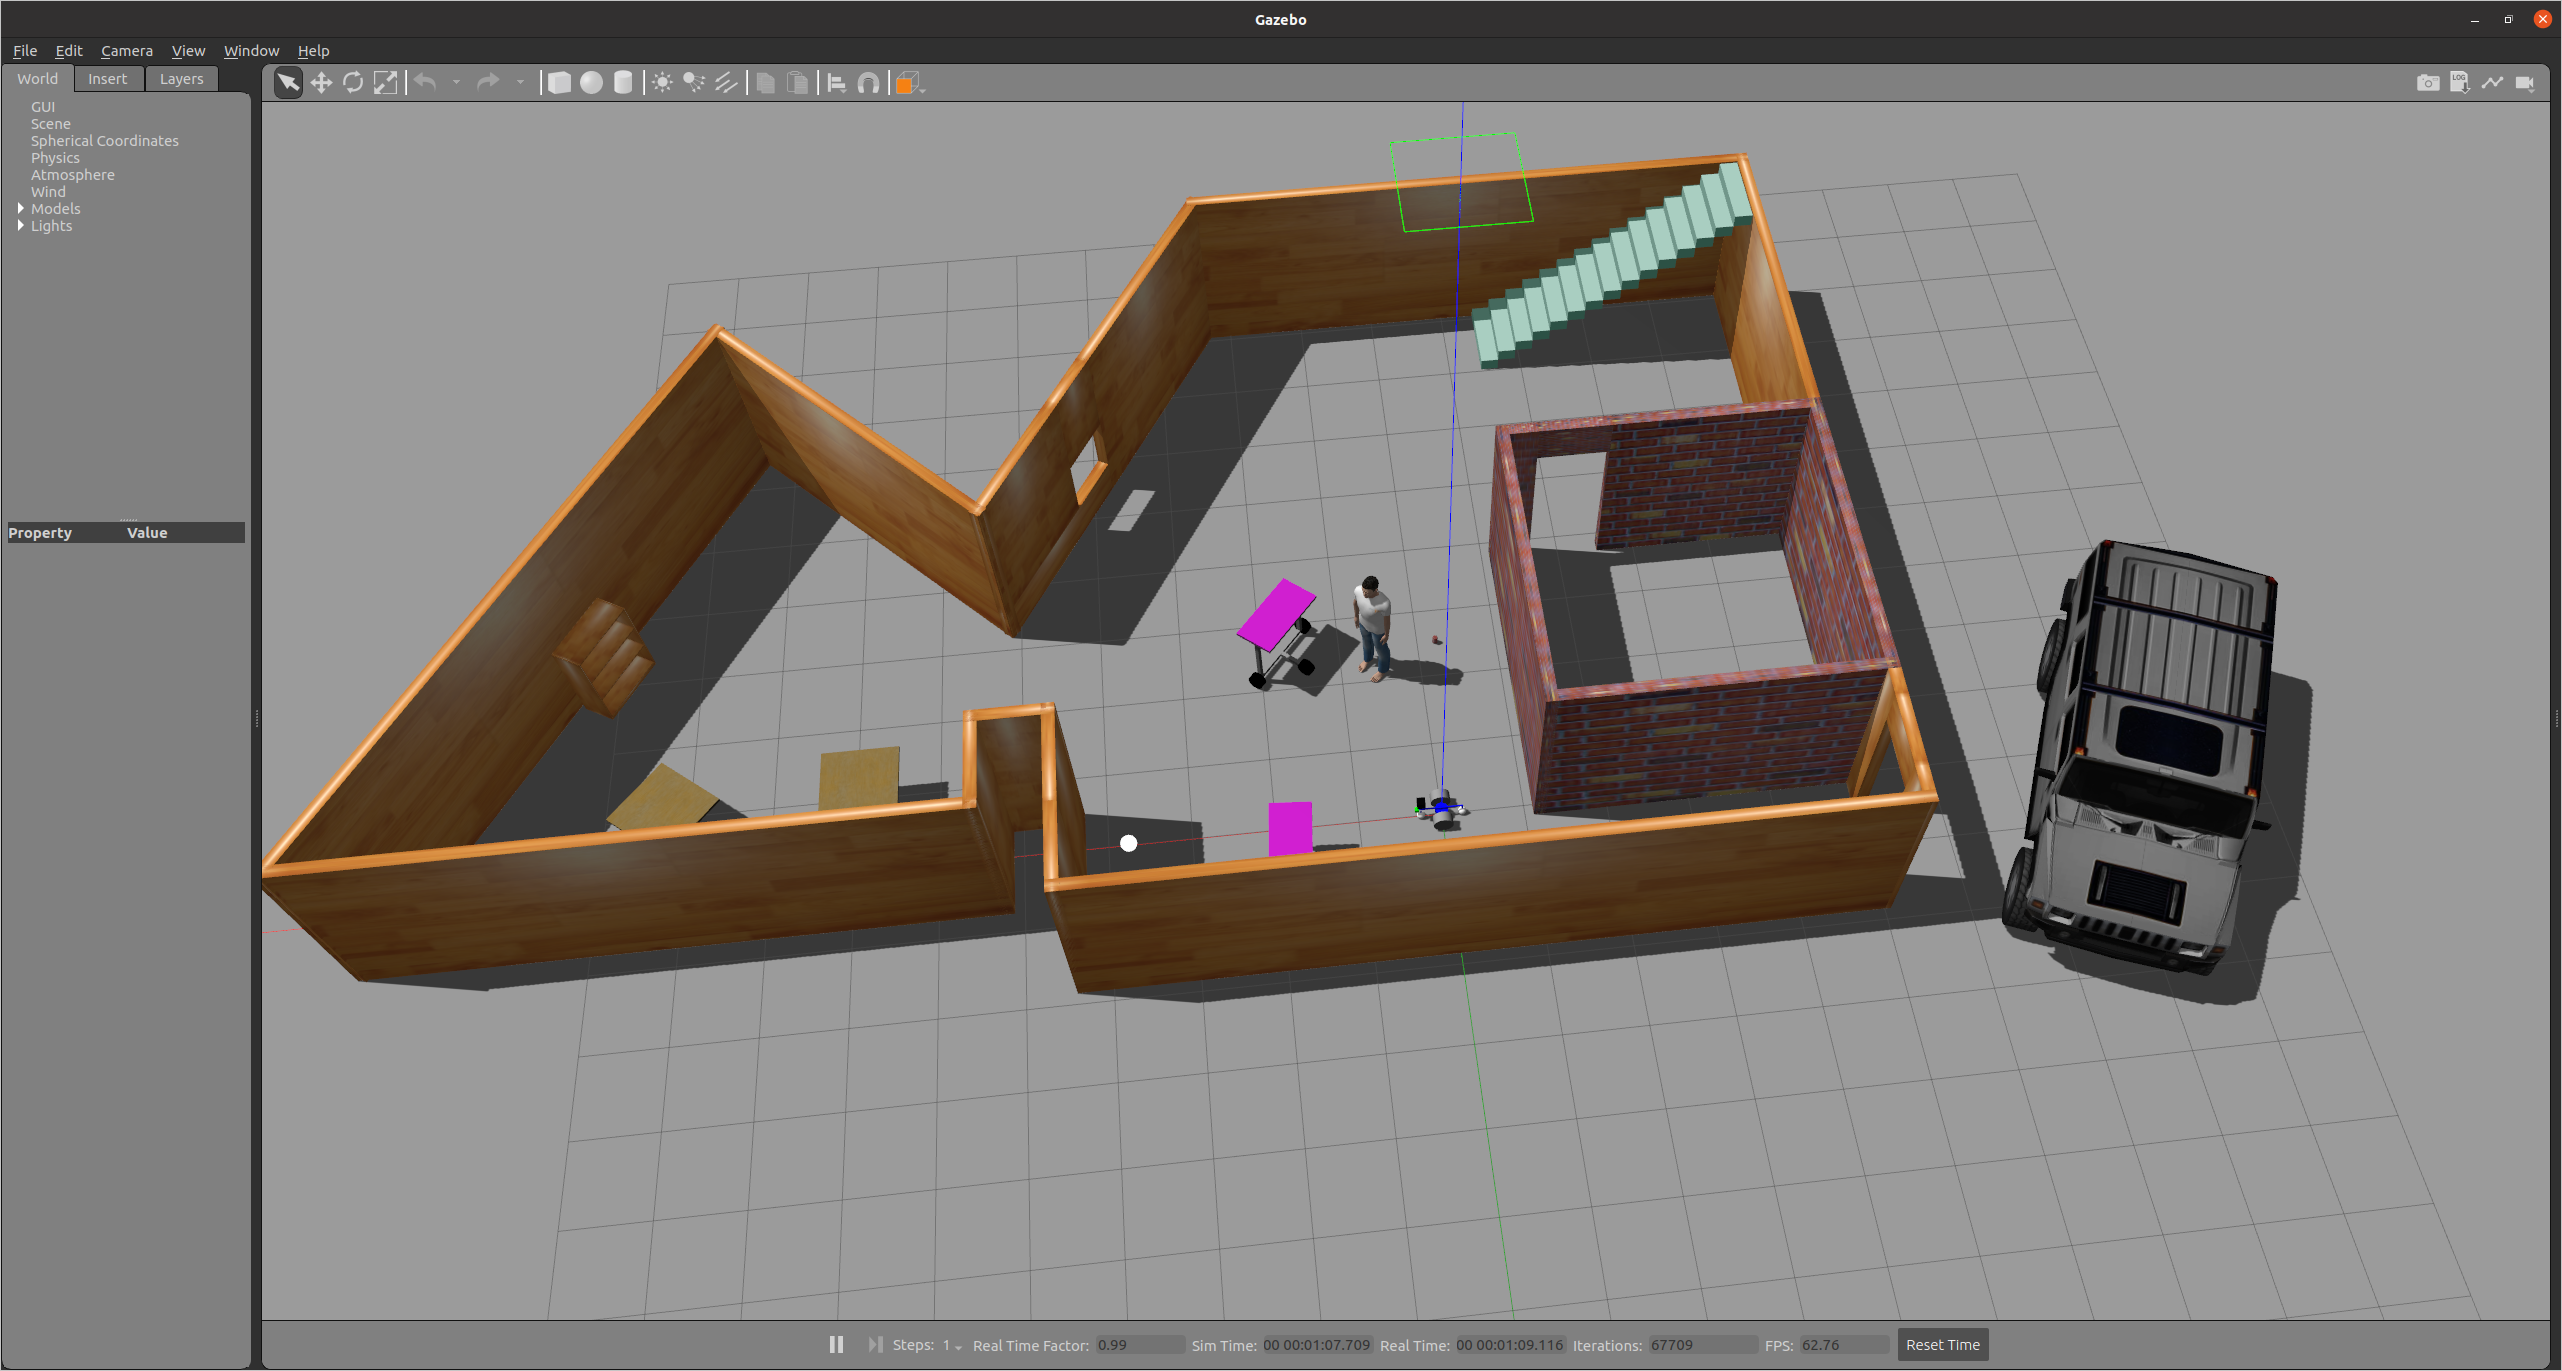 Gazebo
File Edit Camera View Window Help
World Insert Layers
LOG
GUI
Scene
Spherical Coordinates
Physics
Atmosphere
Wind
Models
Lights
Property Value
Steps: 1 Real Time Factor: 0.99 Sim Time: 00 00:01:07.709 Real Time: 00 00:01:09.116 Iterations: 67709 FPS: 62.76 Reset Time